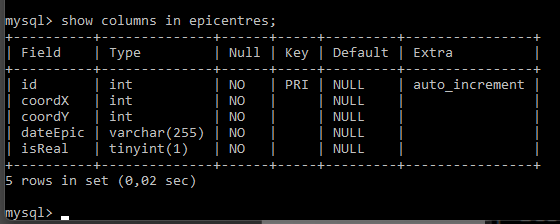 mysql> show columns in epicentres;
+----------+--------------+------+-----+---------+----------------+
| Field    | Type         | Null | Key | Default | Extra          |
+----------+--------------+------+-----+---------+----------------+
| id       | int          | NO   | PRI | NULL    | auto_increment |
| coordX   | int          | NO   |     | NULL    |                |
| coordY   | int          | NO   |     | NULL    |                |
| dateEpic | varchar(255) | NO   |     | NULL    |                |
| isReal   | tinyint(1)   | NO   |     | NULL    |                |
+----------+--------------+------+-----+---------+----------------+
5 rows in set (0,02 sec)
mysql>